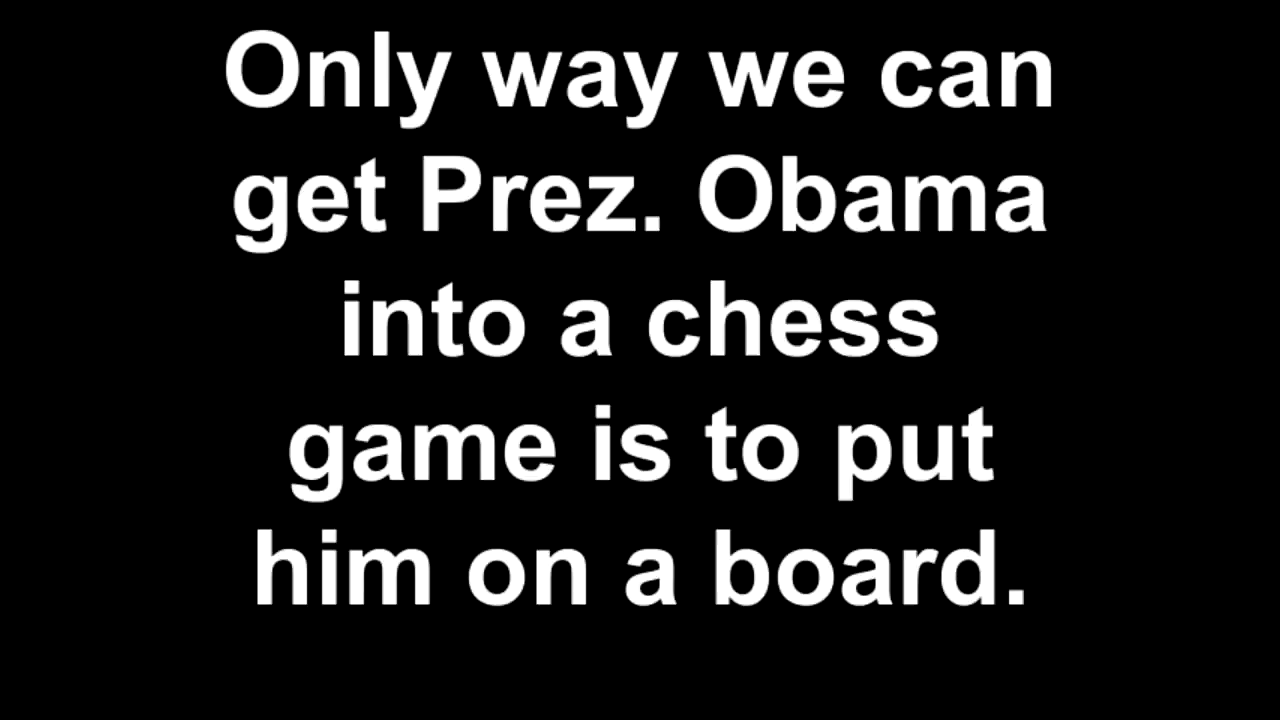 Only way we can
get Prez. Obama
into a chess
game is to put
him on a board.